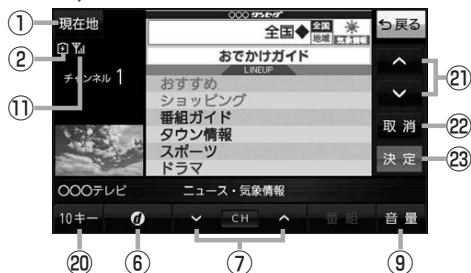 ① 現在地
○○○ ワンセグ
⑤戻る
全国◆ 全国 地域 気象情報
②
おでかけガイド
LINEUP
⑪
チャンネル 1
おすすめ
ショッピング
番組ガイド
タウン情報
スポーツ
ドラマ
㉑
取消 ㉒
決定 ㉓
○○○テレビ ニュース・気象情報
10キー d CH 番組 音量
⑳ ⑥ ⑦ ⑨